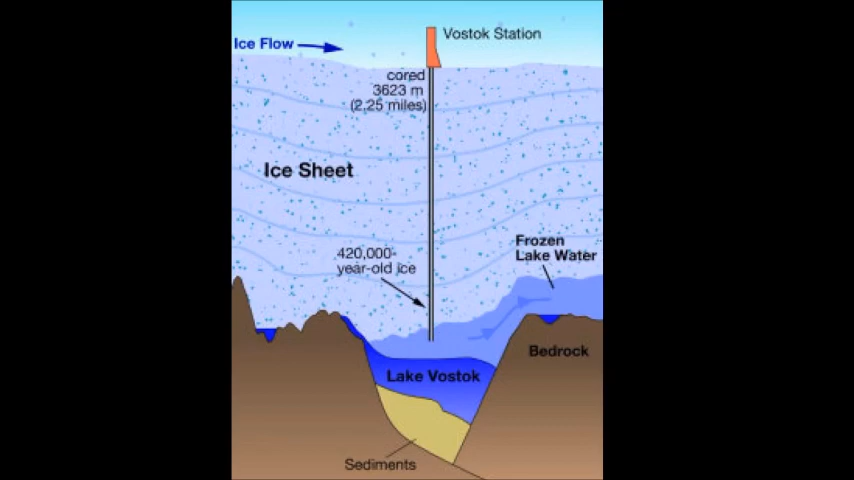 Vostok Station
Ice Flow
cored
3623 m
(2,25 miles)
Ice Sheet
Frozen
Lake Water
420,000-
year-old ice
Bedrock
Lake Vostok
Sediments